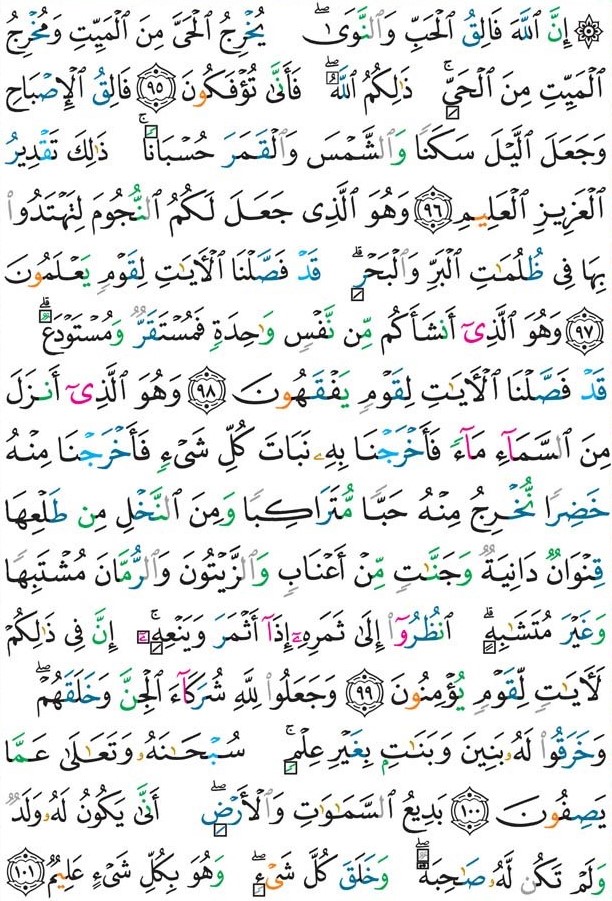 ۞ إِنَّ ٱللَّهَ فَالِقُ ٱلْحَبِّ وَٱلنَّوَىٰ ۖ يُخْرِجُ ٱلْحَىَّ مِنَ ٱلْمَيِّتِ وَمُخْرِجُ
ٱلْمَيِّتِ مِنَ ٱلْحَىِّ ۚ ذَٰلِكُمُ ٱللَّهُ ۖ فَأَنَّىٰ تُؤْفَكُونَ ٩٥ فَالِقُ ٱلْإِصْبَاحِ
وَجَعَلَ ٱلَّيْلَ سَكَنًا وَٱلشَّمْسَ وَٱلْقَمَرَ حُسْبَانًا ۚ ذَٰلِكَ تَقْدِيرُ
ٱلْعَزِيزِ ٱلْعَلِيمِ ٩٦ وَهُوَ ٱلَّذِى جَعَلَ لَكُمُ ٱلنُّجُومَ لِتَهْتَدُوا۟
بِهَا فِى ظُلُمَٰتِ ٱلْبَرِّ وَٱلْبَحْرِ ۗ قَدْ فَصَّلْنَا ٱلْـَٔايَٰتِ لِقَوْمٍ يَعْلَمُونَ
٩٧ وَهُوَ ٱلَّذِىٓ أَنشَأَكُم مِّن نَّفْسٍ وَٰحِدَةٍ فَمُسْتَقَرٌّ وَمُسْتَوْدَعٌ ۗ
قَدْ فَصَّلْنَا ٱلْـَٔايَٰتِ لِقَوْمٍ يَفْقَهُونَ ٩٨ وَهُوَ ٱلَّذِىٓ أَنزَلَ
مِنَ ٱلسَّمَآءِ مَآءً فَأَخْرَجْنَا بِهِۦ نَبَاتَ كُلِّ شَىْءٍ فَأَخْرَجْنَا مِنْهُ
خَضِرًا نُّخْرِجُ مِنْهُ حَبًّا مُّتَرَاكِبًا وَمِنَ ٱلنَّخْلِ مِن طَلْعِهَا
قِنْوَانٌ دَانِيَةٌ وَجَنَّٰتٍ مِّنْ أَعْنَابٍ وَٱلزَّيْتُونَ وَٱلرُّمَّانَ مُشْتَبِهًا
وَغَيْرَ مُتَشَٰبِهٍ ۗ ٱنظُرُوٓا۟ إِلَىٰ ثَمَرِهِۦٓ إِذَآ أَثْمَرَ وَيَنْعِهِۦٓ ۚ إِنَّ فِى ذَٰلِكُمْ
لَـَٔايَٰتٍ لِّقَوْمٍ يُؤْمِنُونَ ٩٩ وَجَعَلُوا۟ لِلَّهِ شُرَكَآءَ ٱلْجِنَّ وَخَلَقَهُمْ ۖ
وَخَرَقُوا۟ لَهُۥ بَنِينَ وَبَنَٰتٍۭ بِغَيْرِ عِلْمٍ ۚ سُبْحَٰنَهُۥ وَتَعَٰلَىٰ عَمَّا
يَصِفُونَ ١٠٠ بَدِيعُ ٱلسَّمَٰوَٰتِ وَٱلْأَرْضِ ۖ أَنَّىٰ يَكُونُ لَهُۥ وَلَدٌ
وَلَمْ تَكُن لَّهُۥ صَٰحِبَةٌ ۖ وَخَلَقَ كُلَّ شَىْءٍ ۖ وَهُوَ بِكُلِّ شَىْءٍ عَلِيمٌ ١٠١